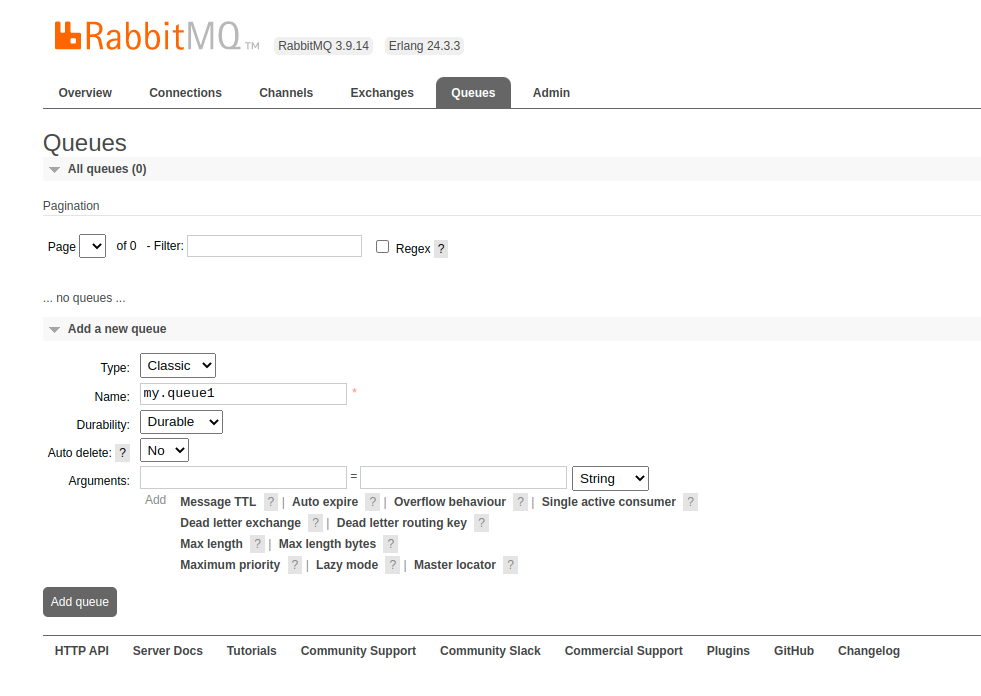 RabbitMQ TM RabbitMQ 3.9.14 Erlang 24.3.3
Overview Connections Channels Exchanges Queues Admin
Queues
All queues (0)
Pagination
Page of 0 - Filter: Regex ?
... no queues ...
Add a new queue
Type: Classic
Name: my.queue1 *
Durability: Durable
Auto delete: ? No
Arguments: = String
Add Message TTL ? | Auto expire ? | Overflow behaviour ? | Single active consumer ?
Dead letter exchange ? | Dead letter routing key ?
Max length ? | Max length bytes ?
Maximum priority ? | Lazy mode ? | Master locator ?
Add queue
HTTP API Server Docs Tutorials Community Support Community Slack Commercial Support Plugins GitHub Changelog